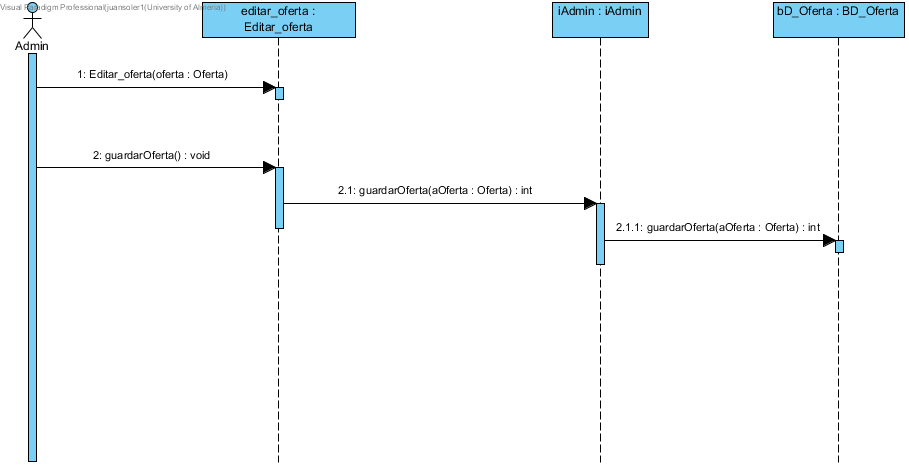 Visual Paradigm Professional(juansoler1(University of Almeria))
Admin
editar_oferta :
Editar_oferta
iAdmin : iAdmin
bD_Oferta : BD_Oferta
1: Editar_oferta(oferta : Oferta)
2: guardarOferta() : void
2.1: guardarOferta(aOferta : Oferta) : int
2.1.1: guardarOferta(aOferta : Oferta) : int